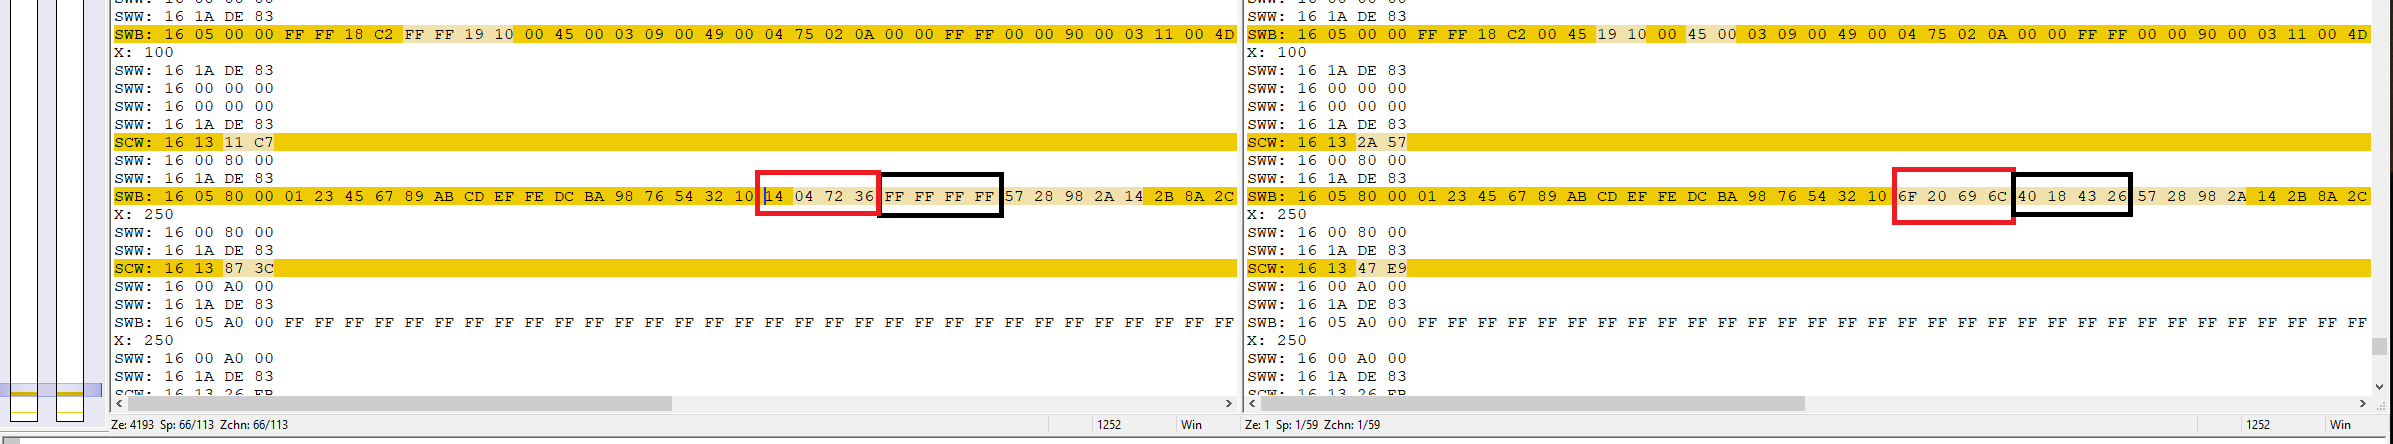 SWW: 16 00 00 00
SWW: 16 1A DE 83
SWB: 16 05 00 00 FF FF 18 C2 FF FF 19 10 00 45 00 03 09 00 49 00 04 75 02 0A 00 00 FF FF 00 00 90 00 03 11 00 4D
X: 100
SWW: 16 1A DE 83
SWW: 16 00 00 00
SWW: 16 00 00 00
SWW: 16 1A DE 83
SCW: 16 13 11 C7
SWW: 16 00 80 00
SWW: 16 1A DE 83
SWB: 16 05 80 00 01 23 45 67 89 AB CD EF FE DC BA 98 76 54 32 10 14 04 72 36 FF FF FF FF 57 28 98 2A 14 2B 8A 2C
X: 250
SWW: 16 00 80 00
SWW: 16 1A DE 83
SCW: 16 13 87 3C
SWW: 16 00 A0 00
SWW: 16 1A DE 83
SWB: 16 05 A0 00 FF FF FF FF FF FF FF FF FF FF FF FF FF FF FF FF FF FF FF FF FF FF FF FF FF FF FF FF
X: 250
SWW: 16 00 A0 00
SWW: 16 1A DE 83
SCW: 16 13 26 EB
Ze: 4193 Sp: 66/113 Zchn: 66/113
1252
Win
SWW: 16 00 00 00
SWW: 16 1A DE 83
SWB: 16 05 00 00 FF FF 18 C2 00 45 19 10 00 45 00 03 09 00 49 00 04 75 02 0A 00 00 FF FF 00 00 90 00 03 11 00 4D
X: 100
SWW: 16 1A DE 83
SWW: 16 00 00 00
SWW: 16 00 00 00
SWW: 16 1A DE 83
SCW: 16 13 2A 57
SWW: 16 00 80 00
SWW: 16 1A DE 83
SWB: 16 05 80 00 01 23 45 67 89 AB CD EF FE DC BA 98 76 54 32 10 6F 20 69 6C 40 18 43 26 57 28 98 2A 14 2B 8A 2C
X: 250
SWW: 16 00 80 00
SWW: 16 1A DE 83
SCW: 16 13 47 E9
SWW: 16 00 A0 00
SWW: 16 1A DE 83
SWB: 16 05 A0 00 FF FF FF FF FF FF FF FF FF FF FF FF FF FF FF FF FF FF FF FF FF FF FF FF FF FF FF FF
X: 250
SWW: 16 00 A0 00
SWW: 16 1A DE 83
SCW: 16 13 26 EB
Ze: 1 Sp: 1/59 Zchn: 1/59
1252
Win